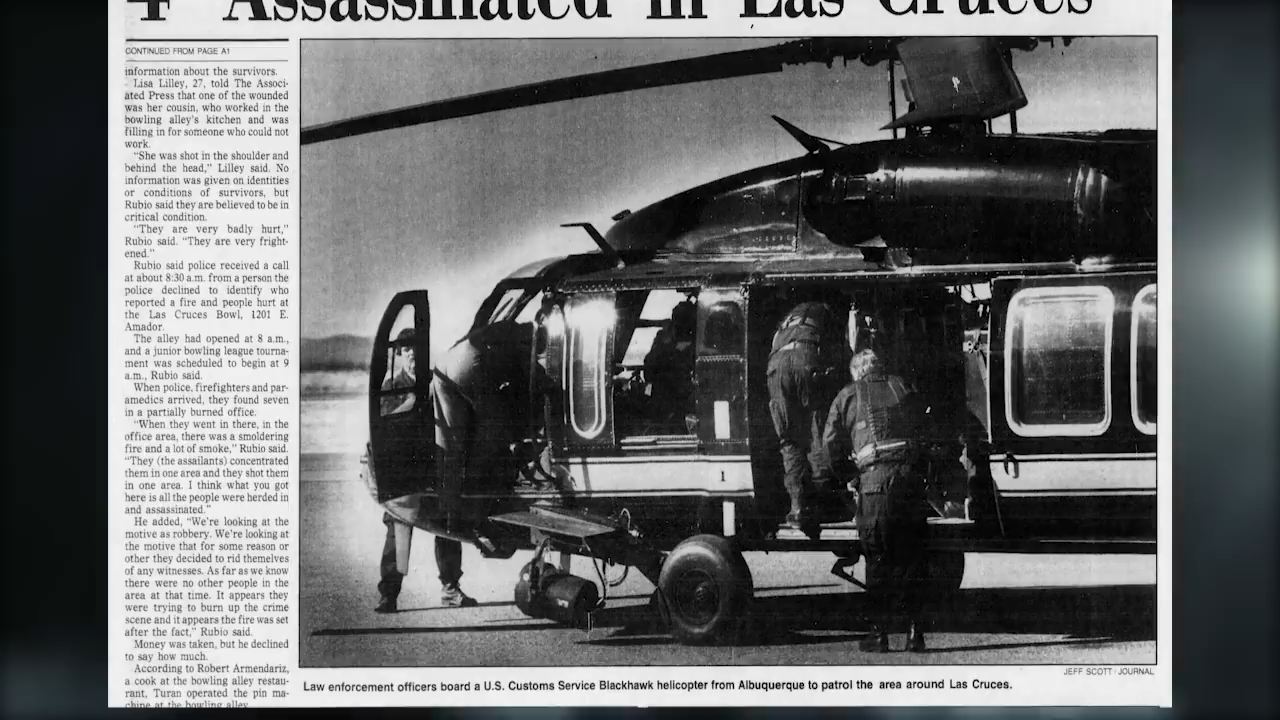 4 Assassinated in Las Cruces
CONTINUED FROM PAGE A1
information about the survivors.
Lisa Lilley, 27, told The Associ-
ated Press that one of the wounded
was her cousin, who worked in the
bowling alley's kitchen and was
filling in for someone who could not
work.
"She was shot in the shoulder and
behind the head," Lilley said. No
information was given on identities
or conditions of survivors, but
Rubio said they are believed to be in
critical condition.
"They are very badly hurt,"
Rubio said. "They are very fright-
ened."
Rubio said police received a call
at about 8:30 a.m. from a person the
police declined to identify who
reported a fire and people hurt at
the Las Cruces Bowl, 1201 E.
Amador.
The alley had opened at 8 a.m.,
and a junior bowling league tourna-
ment was scheduled to begin at 9
a.m., Rubio said.
When police, firefighters and par-
amedics arrived, they found seven
in a partially burned office.
"When they went in there, in the
office area, there was a smoldering
fire and a lot of smoke," Rubio said.
"They (the assailants) concentrated
them in one area and they shot them
in one area. I think what you got
here is all the people were herded in
and assassinated."
He added, "We're looking at the
motive as robbery. We're looking at
the motive that for some reason or
other they decided to rid themselves
of any witnesses. As far as we know
there were no other people in the
area at that time. It appears they
were trying to burn up the crime
scene and it appears the fire was set
after the fact," Rubio said.
Money was taken, but he declined
to say how much.
According to Robert Armendariz,
a cook at the bowling alley restau-
rant, Turan operated the pin ma-
chine at the bowling alley
1
JEFF SCOTT / JOURNAL
Law enforcement officers board a U.S. Customs Service Blackhawk helicopter from Albuquerque to patrol the area around Las Cruces.